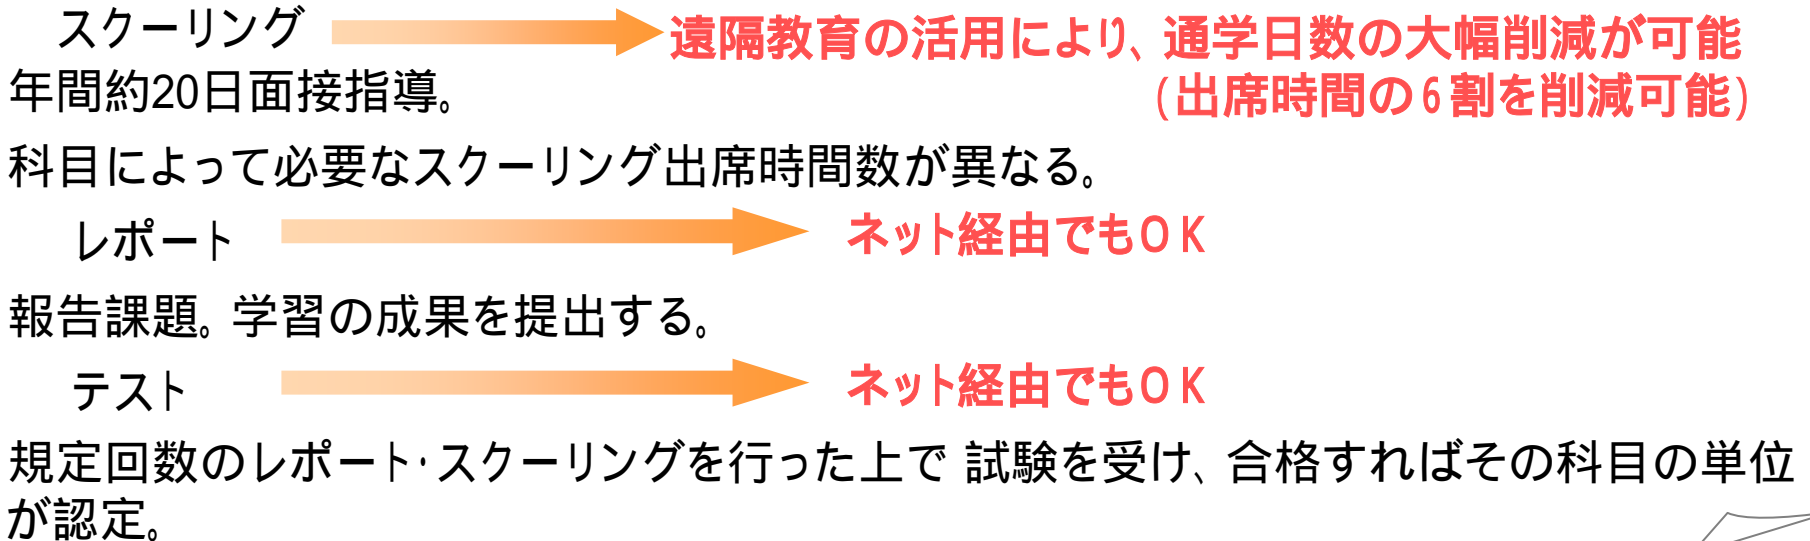 スクーリング 遠隔教育の活用により、通学日数の大幅削減が可能
年間約20日面接指導。 (出席時間の6割を削減可能)
科目によって必要なスクーリング出席時間数が異なる。
レポート ネット経由でもOK
報告課題。学習の成果を提出する。
テスト ネット経由でもOK
規定回数のレポート・スクーリングを行った上で 試験を受け、合格すればその科目の単位
が認定。